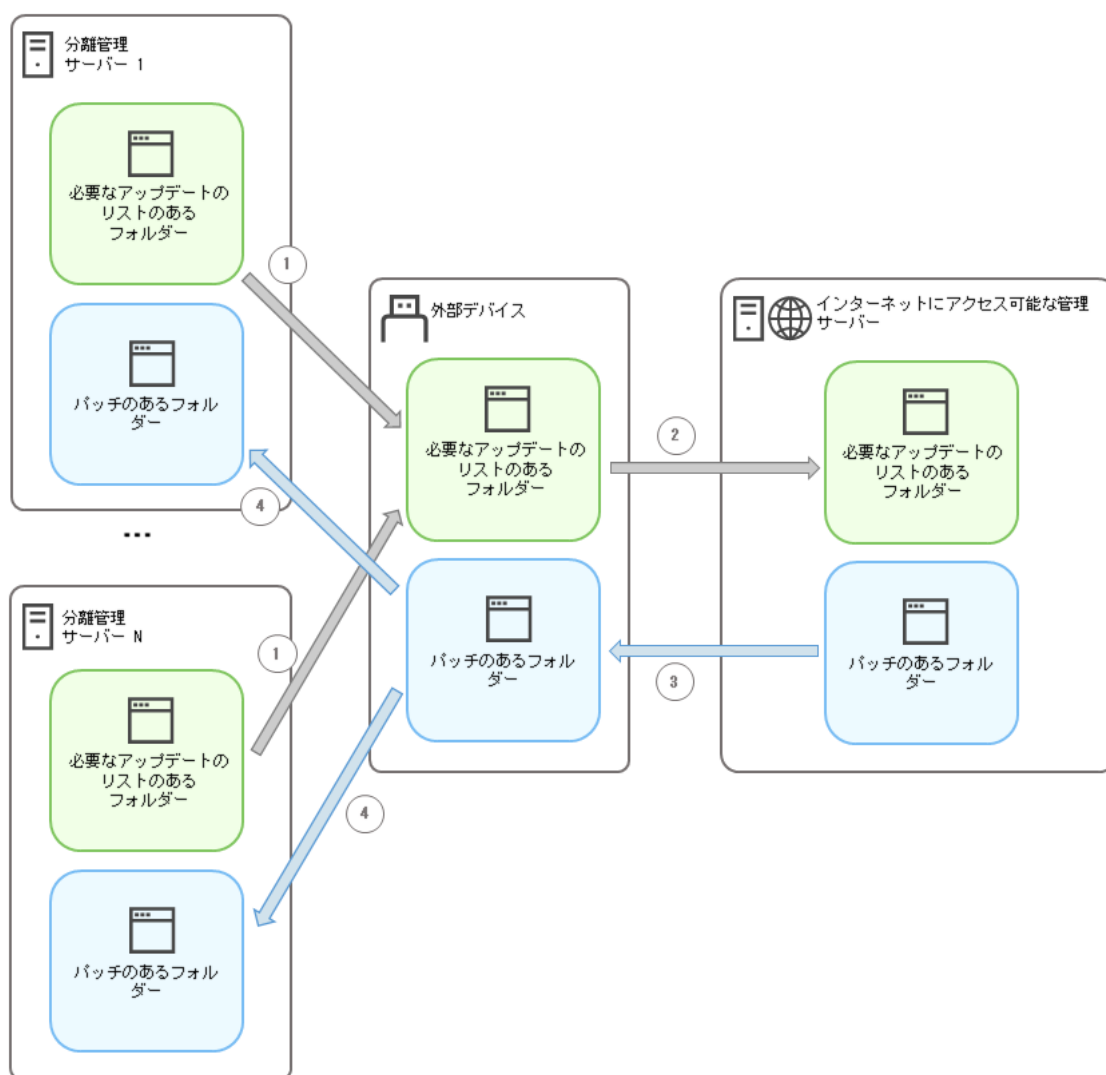 分離管理
サーバー 1
必要なアップデートの
リストのある
フォルダー
パッチのあるフォル
ダー
1
4
...
分離管理
サーバー N
必要なアップデートの
リストのある
フォルダー
パッチのあるフォル
ダー
1
4
外部デバイス
必要なアップデートの
リストのある
フォルダー
パッチのあるフォル
ダー
2
3
インターネットにアクセス可能な管理
サーバー
必要なアップデートの
リストのある
フォルダー
パッチのあるフォル
ダー